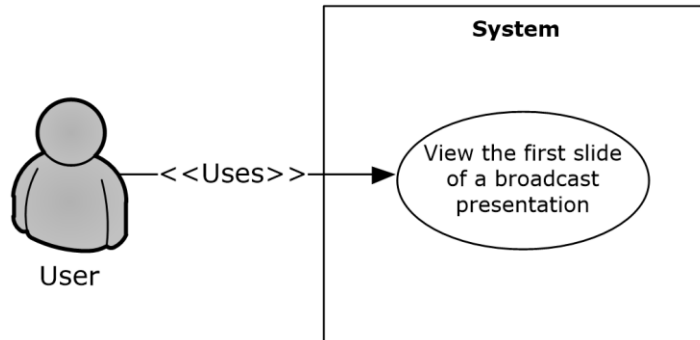 System
<<Uses>>
View the first slide
of a broadcast
presentation
User